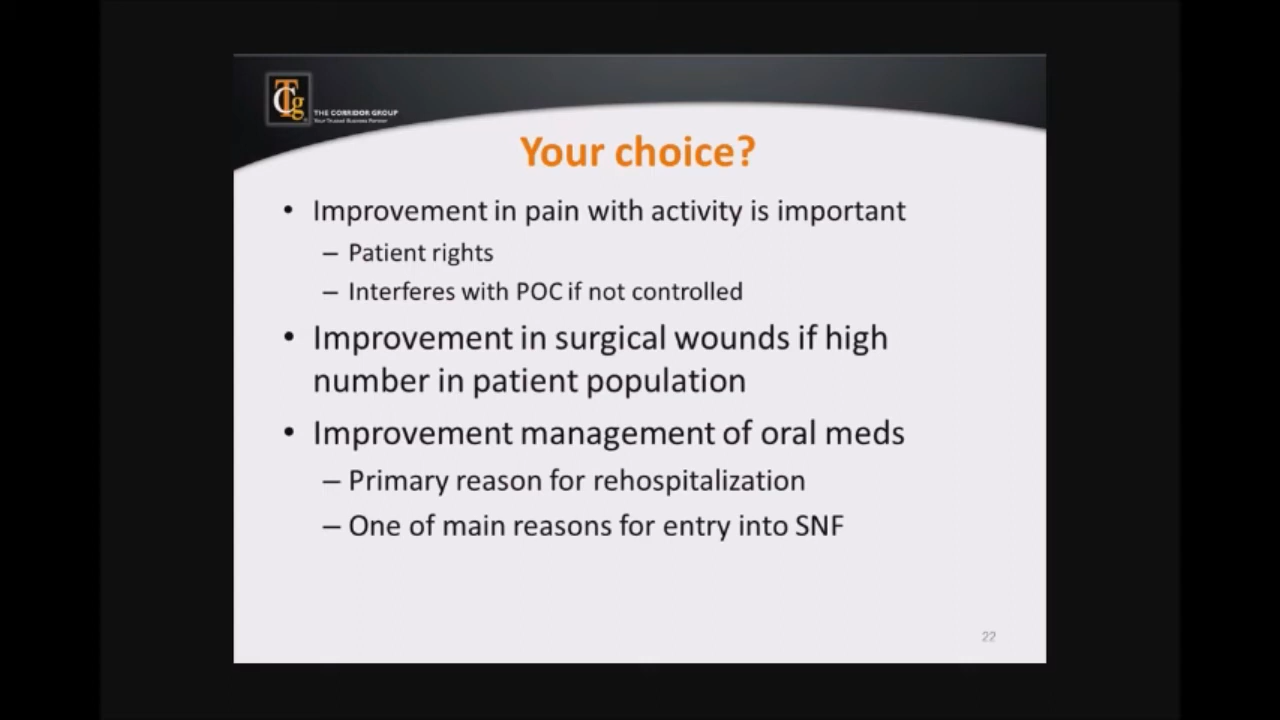 TCg
THE CORRIDOR GROUP
Your Trusted Business Partner
Your choice?
• Improvement in pain with activity is important
– Patient rights
– Interferes with POC if not controlled
• Improvement in surgical wounds if high
number in patient population
• Improvement management of oral meds
– Primary reason for rehospitalization
– One of main reasons for entry into SNF
22